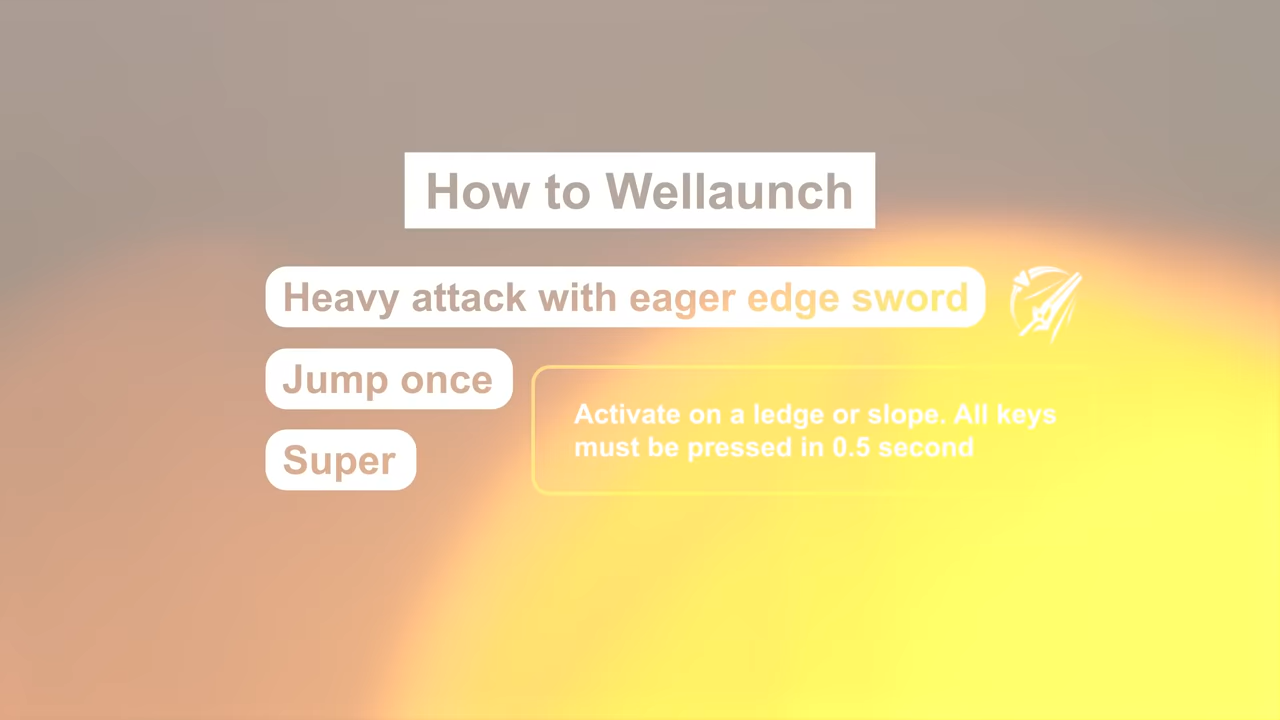 How to Wellaunch
Heavy attack with eager edge sword
Jump once
Activate on a ledge or slope. All keys
must be pressed in 0.5 second
Super